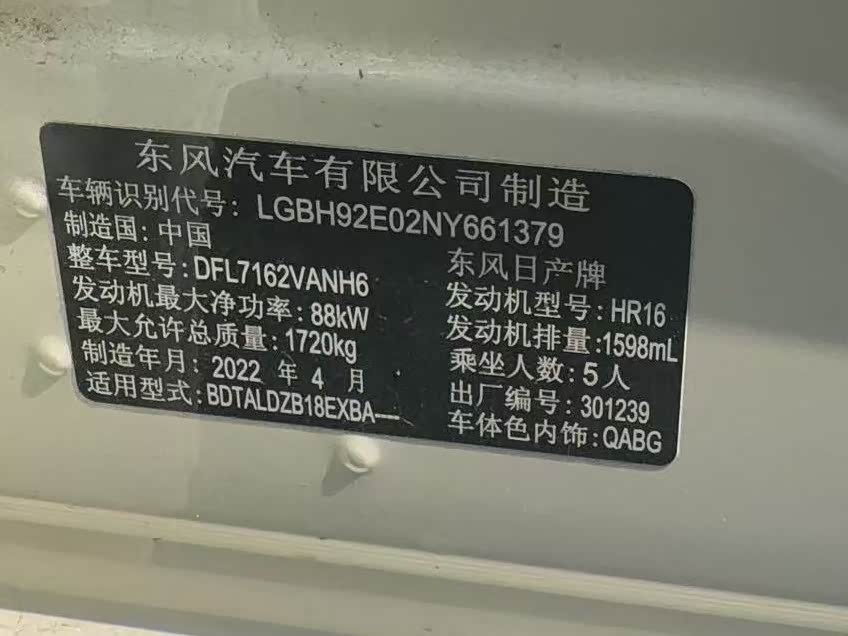 东风汽车有限公司制造
车辆识别代号: LGBH92E02NY661379
制造国: 中国 东风日产牌
整车型号: DFL7162VANH6 发动机型号: HR16
发动机最大净功率: 88kW 发动机排量: 1598mL
最大允许总质量: 1720kg 乘坐人数: 5人
制造年月: 2022 年 4 月 出厂编号: 301239
适用型式: BDTALDZB18EXBA---- 车体色内饰: QABG